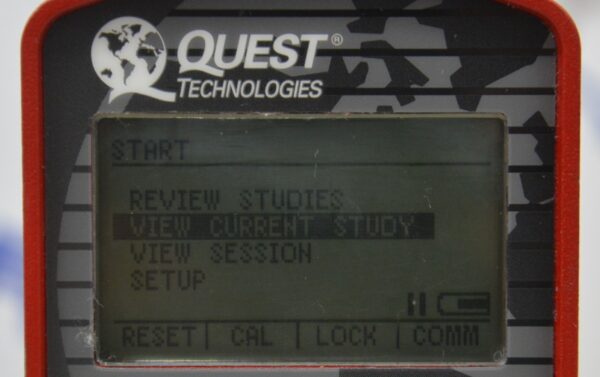 QUEST®
TECHNOLOGIES
START
REVIEW STUDIES
VIEW CURRENT STUDY
VIEW SESSION
SETUP
RESET| CAL | LOCK |COMM